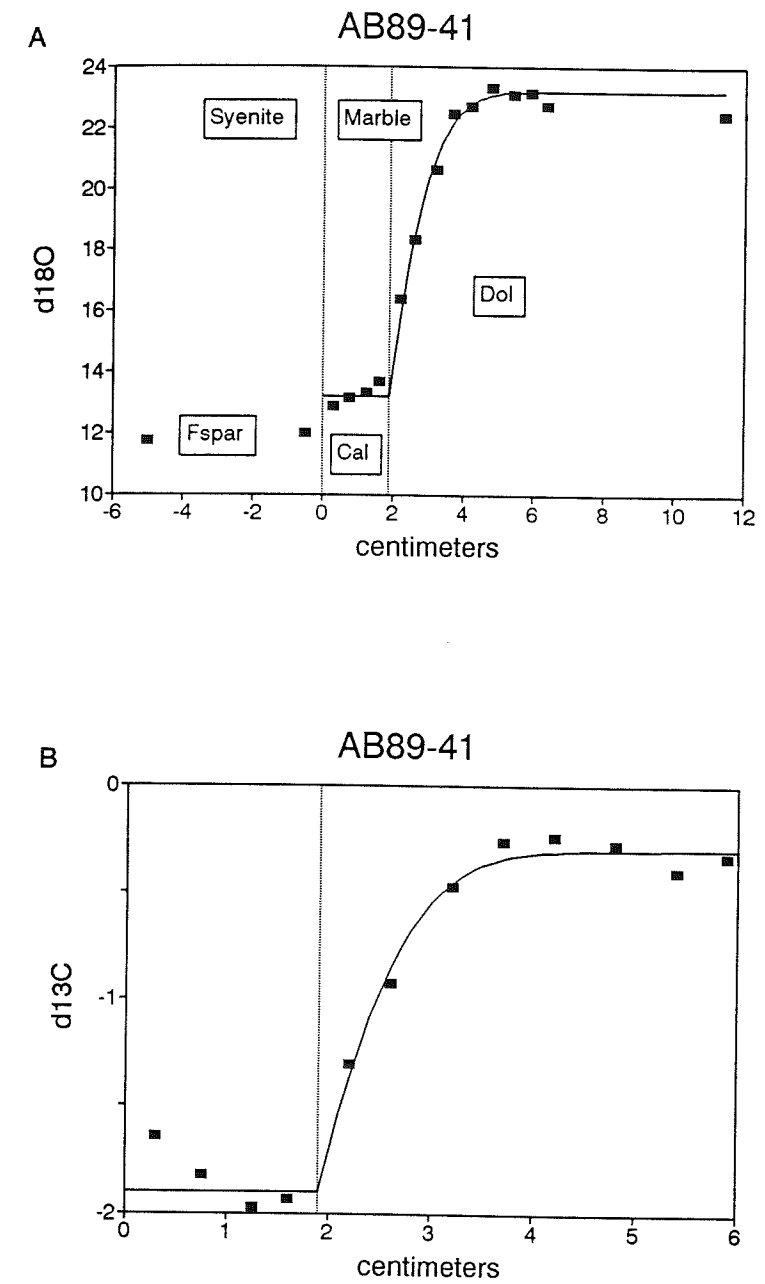 A
AB89-41
24
22
20
18
16
14
12
10
d18O
Syenite
Marble
Dol
Fspar
Cal
-6 -4 -2 0 2 4 6 8 10 12
centimeters
B
AB89-41
0
-1
-2
d13C
0 1 2 3 4 5 6
centimeters